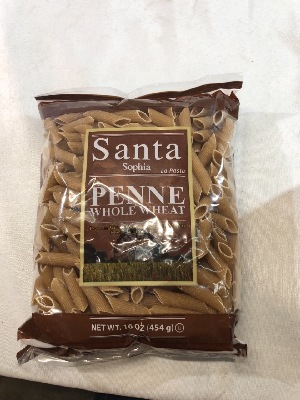 Santa
Sophia
La Pasta
PENNE
WHOLE WHEAT
NET WT. 16 OZ (454 g)